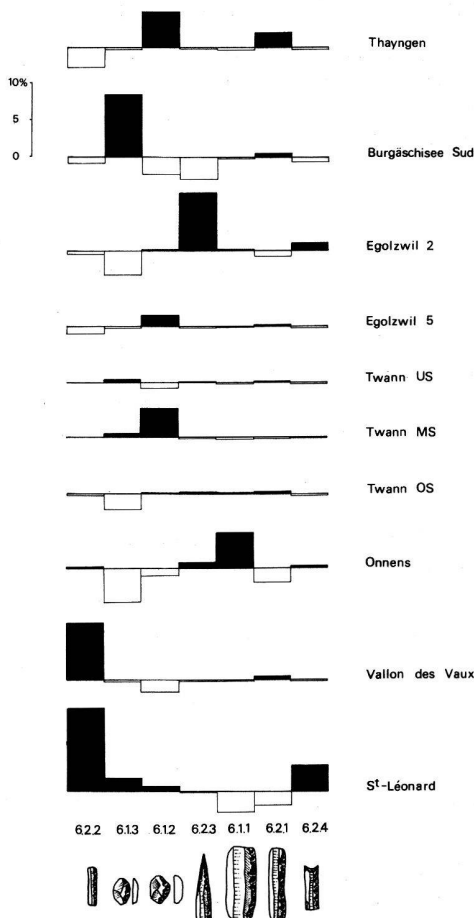 Thayngen
10%
5
0
Burgäschisee Sud
Egolzwil 2
Egolzwil 5
Twann US
Twann MS
Twann OS
Onnens
Vallon des Vaux
St-Léonard
6.2.2 6.1.3 6.1.2 6.2.3 6.1.1 6.2.1 6.2.4